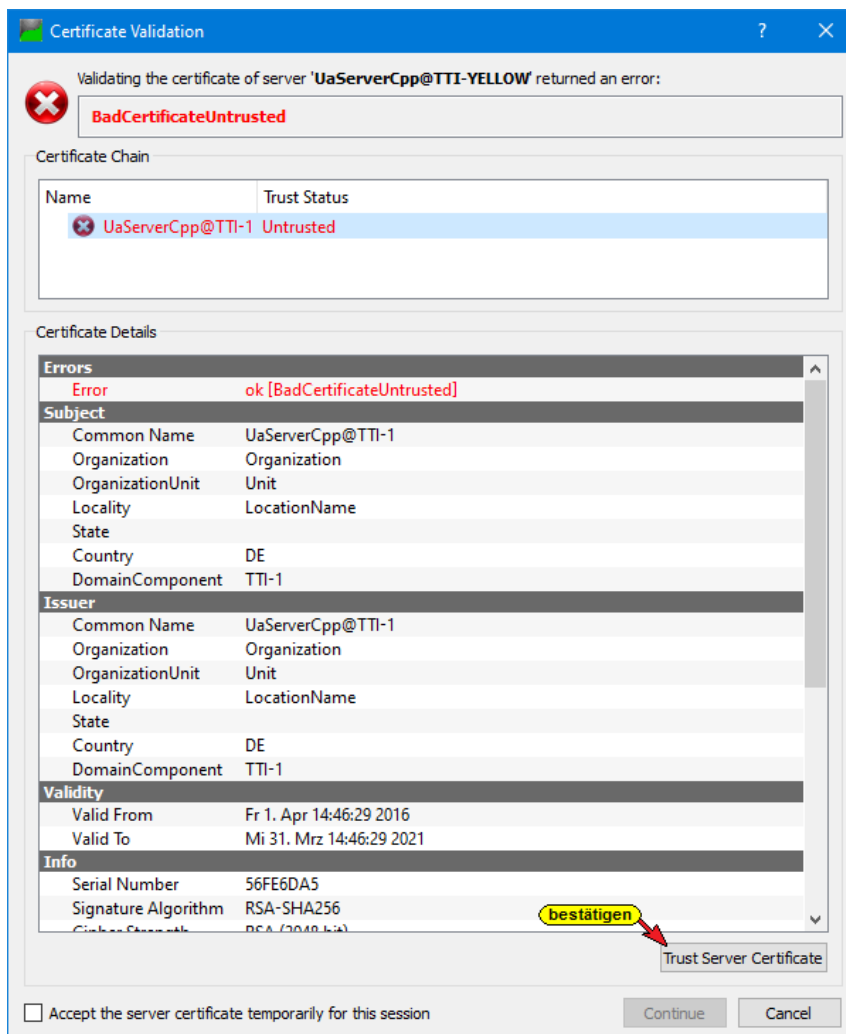 Certificate Validation ?
Validating the certificate of server 'UaServerCpp@TTI-YELLOW' returned an error:
BadCertificateUntrusted
Certificate Chain
Name Trust Status
UaServerCpp@TTI-1 Untrusted
Certificate Details
Errors
Error ok [BadCertificateUntrusted]
Subject
Common Name UaServerCpp@TTI-1
Organization Organization
OrganizationUnit Unit
Locality LocationName
State
Country DE
DomainComponent TTI-1
Issuer
Common Name UaServerCpp@TTI-1
Organization Organization
OrganizationUnit Unit
Locality LocationName
State
Country DE
DomainComponent TTI-1
Validity
Valid From Fr 1. Apr 14:46:29 2016
Valid To Mi 31. Mrz 14:46:29 2021
Info
Serial Number 56FE6DA5
Signature Algorithm RSA-SHA256
bestätigen
Cipher Strength RSA (2048 bit)
Trust Server Certificate
Accept the server certificate temporarily for this session
Continue Cancel